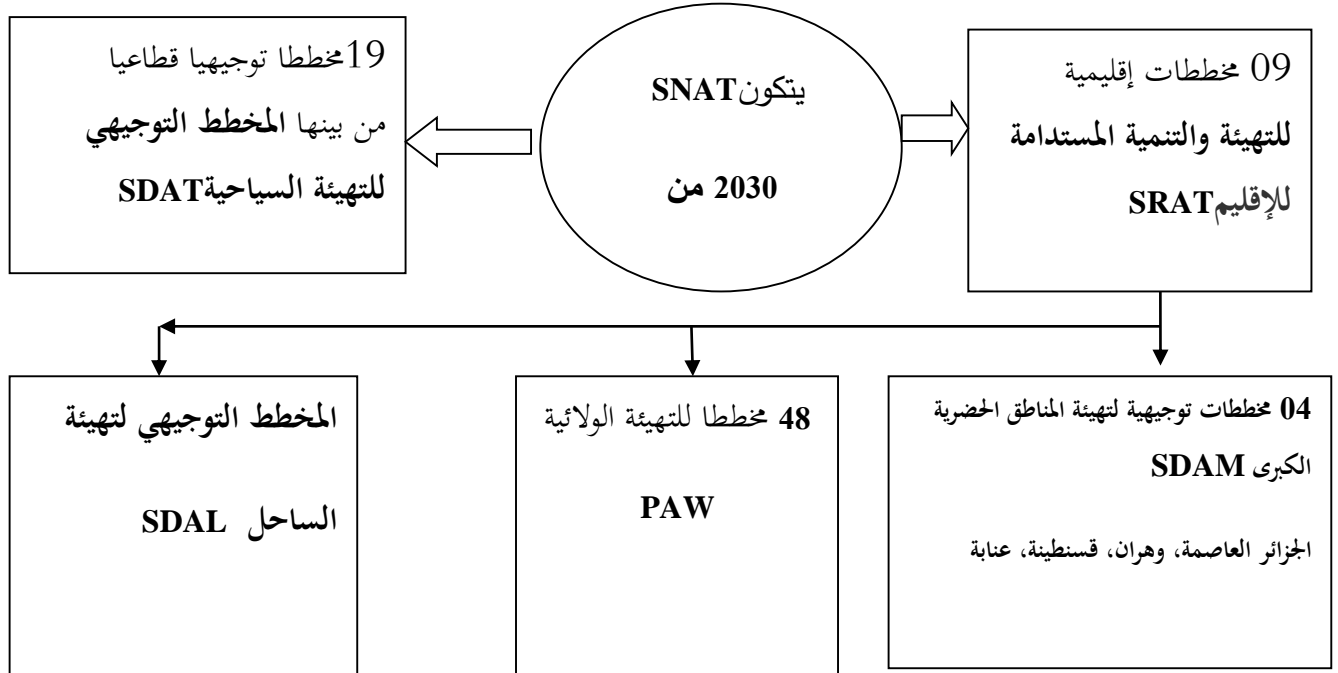 09 مخططات إقليمية
للتهيئة والتنمية المستدامة
للإقليمSRAT
يتكونSNAT
2030 من
19مخططا توجيهيا قطاعيا
من بينها المخطط التوجيهي
للتهيئة السياحيةSDAT
04 مخططات توجيهية لتهيئة المناطق الحضرية
الكبرى SDAM
الجزائر العاصمة، وهران، قسنطينة، عنابة
48 مخططا للتهيئة الولائية
PAW
المخطط التوجيهي لتهيئة
الساحل SDAL